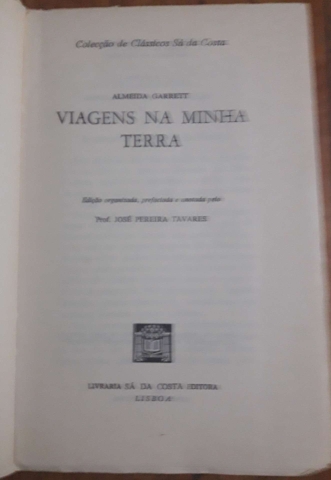 Colecção de Clássicos Sá da Costa
ALMEIDA GARRETT
VIAGENS NA MINHA
TERRA
Edição organizada, prefaciada e anotada pelo
Prof. JOSÉ PEREIRA TAVARES
LIVRARIA SÁ DA COSTA EDITORA
LISBOA